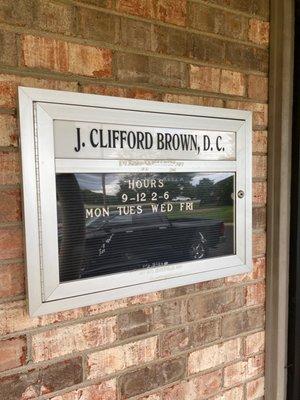 J. CLIFFORD BROWN, D. C.
HOURS
9-12 2-6
MON TUES WED FRI